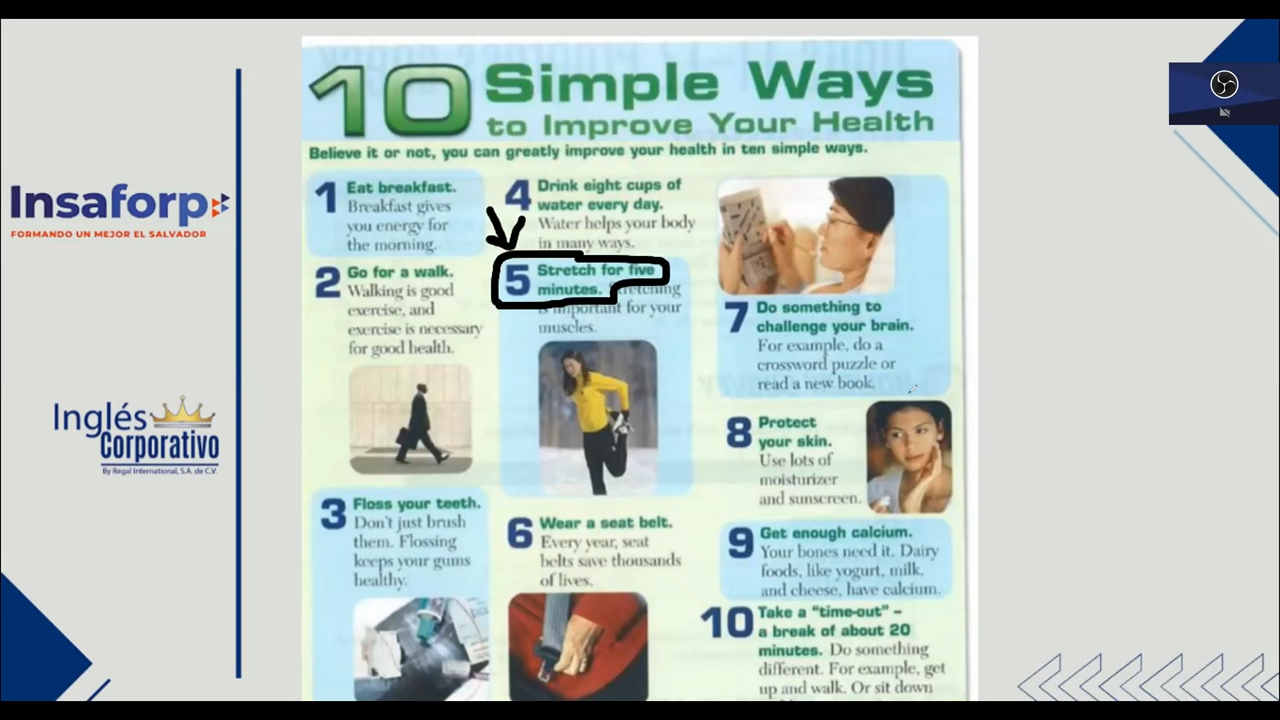 Insaforp
FORMANDO UN MEJOR EL SALVADOR
Inglés
Corporativo
By Regal International, S.A. de C.V.
10 Simple Ways
to Improve Your Health
Believe it or not, you can greatly improve your health in ten simple ways.
1 Eat breakfast.
Breakfast gives
you energy for
the morning.
2 Go for a walk.
Walking is good
exercise, and
exercise is necessary
for good health.
3 Floss your teeth.
Don't just brush
them. Flossing
keeps your gums
healthy.
4 Drink eight cups of
water every day.
Water helps your body
in many ways.
5 Stretch for five
minutes. Stretching
is important for your
muscles.
6 Wear a seat belt.
Every year, seat
belts save thousands
of lives.
7 Do something to
challenge your brain.
For example, do a
crossword puzzle or
read a new book.
8 Protect
your skin.
Use lots of
moisturizer
and sunscreen.
9 Get enough calcium.
Your bones need it. Dairy
foods, like yogurt, milk,
and cheese, have calcium.
10 Take a “time-out” –
a break of about 20
minutes. Do something
different. For example, get
up and walk. Or sit down